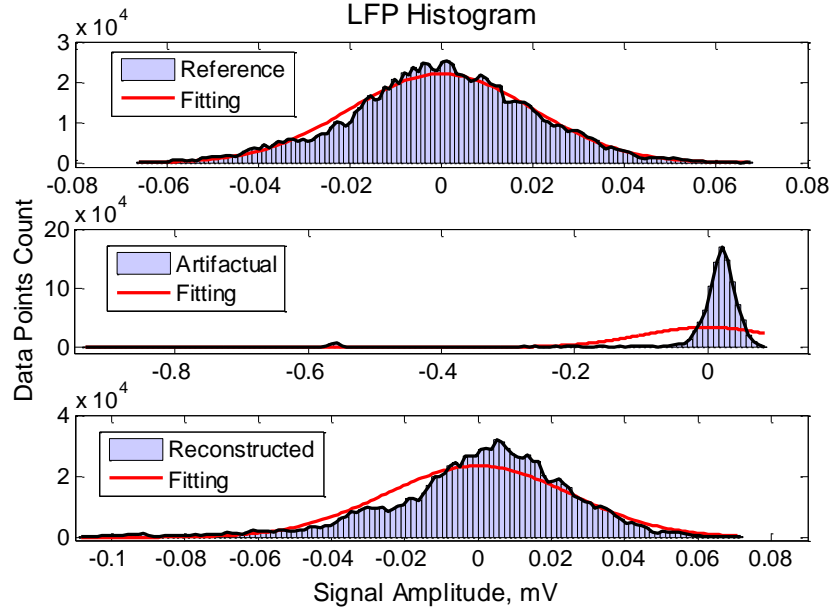 LFP Histogram
x 10^4
3
2
1
0
Reference
Fitting
-0.08 -0.06 -0.04 -0.02 0 0.02 0.04 0.06 0.08
x 10^4
20
10
0
Artifactual
Fitting
-0.8 -0.6 -0.4 -0.2 0
Data Points Count
x 10^4
4
2
0
Reconstructed
Fitting
-0.1 -0.08 -0.06 -0.04 -0.02 0 0.02 0.04 0.06 0.08
Signal Amplitude, mV